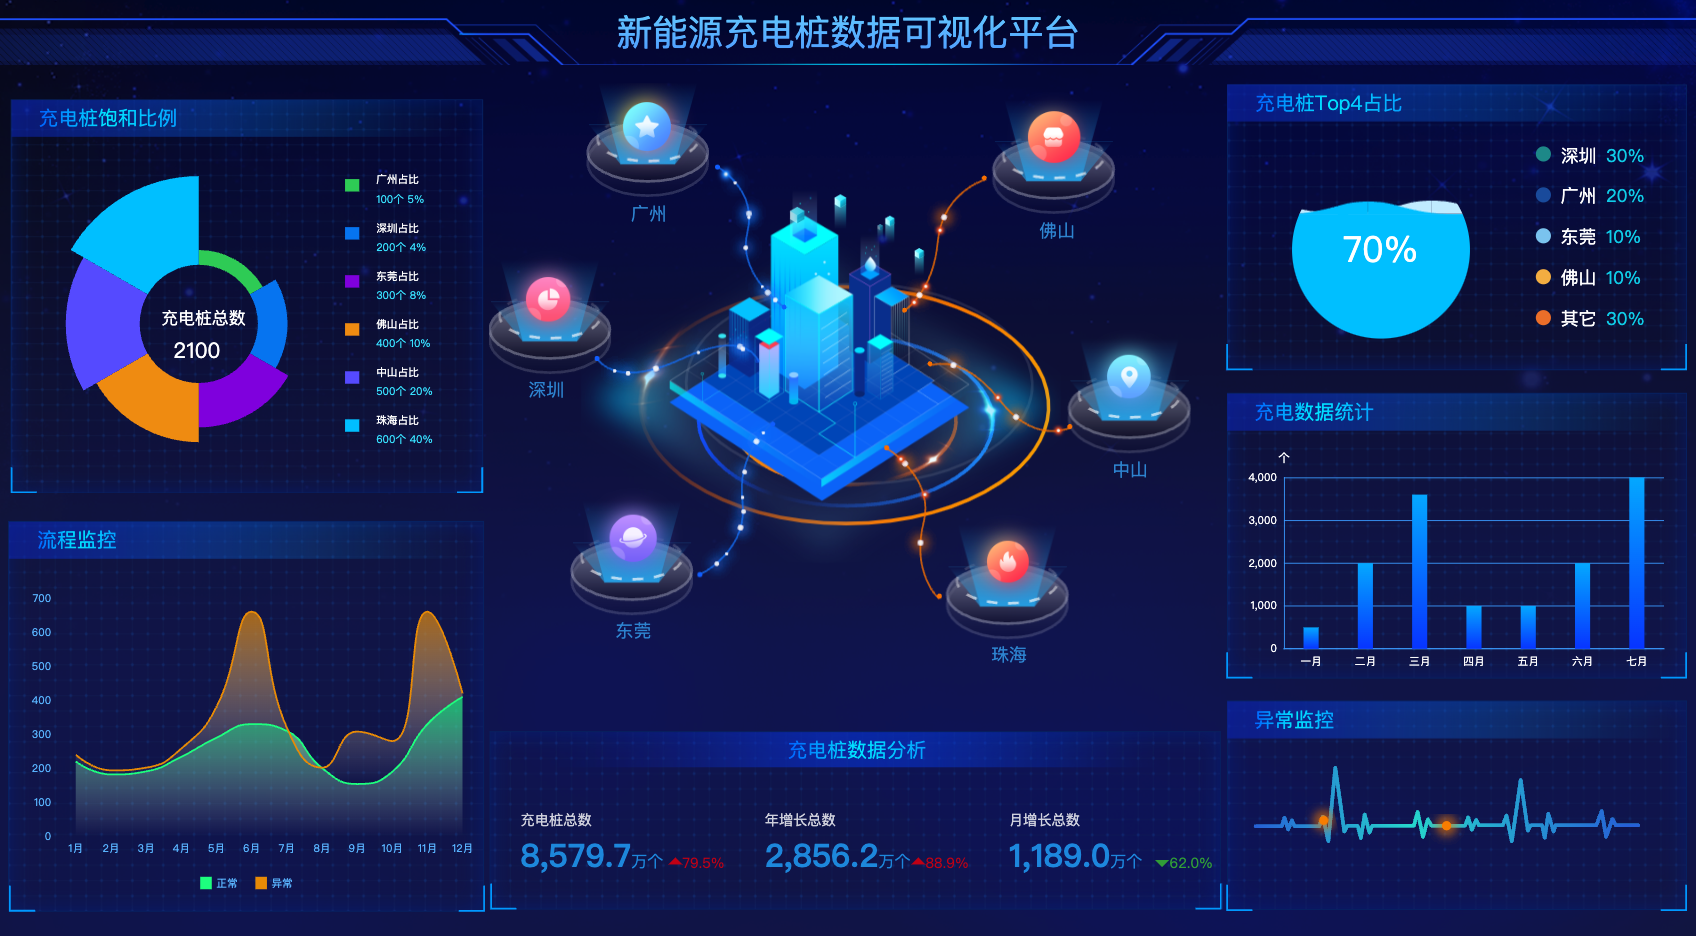 新能源充电桩数据可视化平台
充电桩饱和比例
充电桩总数
2100
广州占比
100个 5%
深圳占比
200个 4%
东莞占比
300个 8%
佛山占比
400个 10%
中山占比
500个 20%
珠海占比
600个 40%
流程监控
700
600
500
400
300
200
100
0
1月 2月 3月 4月 5月 6月 7月 8月 9月 10月 11月 12月
正常 异常
广州
佛山
深圳
中山
东莞
珠海
充电桩数据分析
充电桩总数
8,579.7万个 79.5%
年增长总数
2,856.2万个 88.9%
月增长总数
1,189.0万个 62.0%
充电桩Top4占比
70%
深圳 30%
广州 20%
东莞 10%
佛山 10%
其它 30%
充电数据统计
个
4,000
3,000
2,000
1,000
0
一月 二月 三月 四月 五月 六月 七月
异常监控